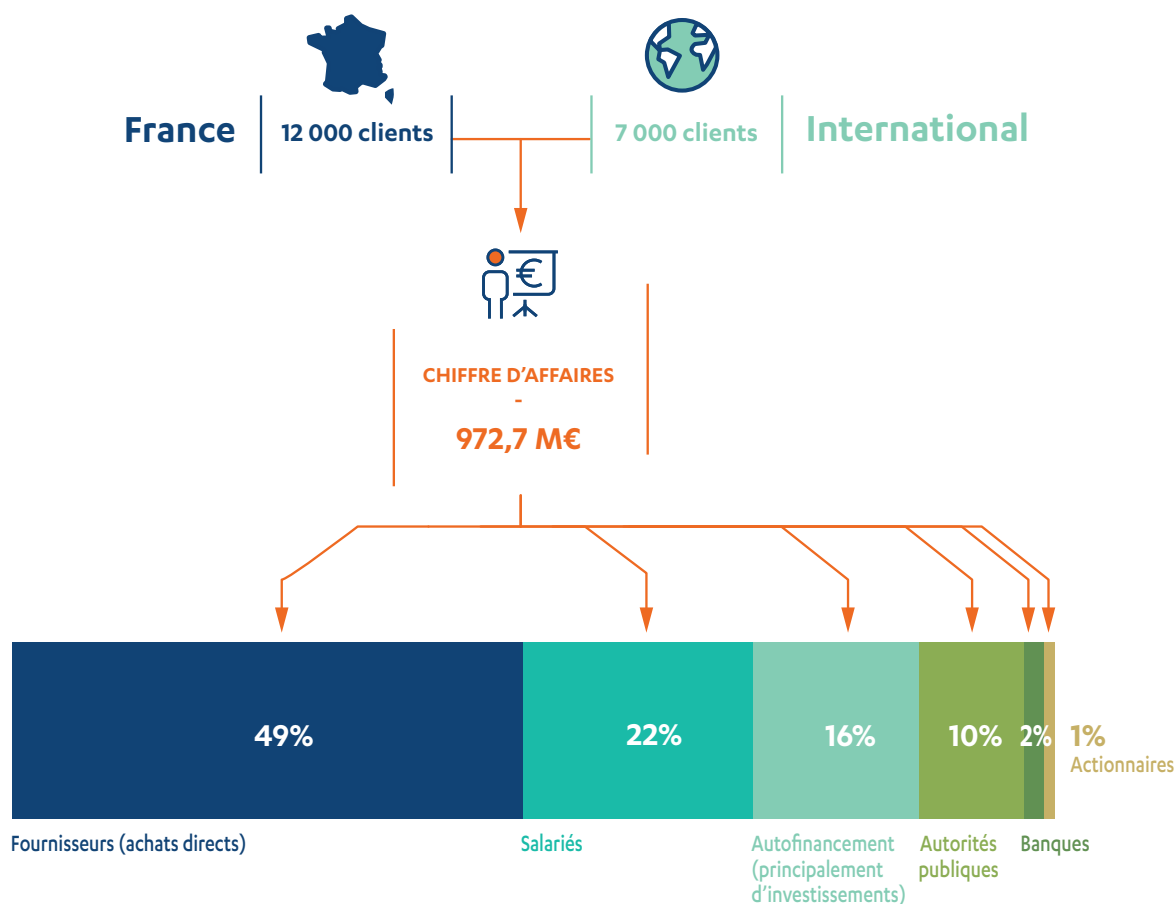 France
12 000 clients
7 000 clients
International
€
CHIFFRE D’AFFAIRES
-
972,7 M€
49%
22%
16%
10%
2%
1%
Actionnaires
Fournisseurs (achats directs)
Salariés
Autofinancement
(principalement
d’investissements)
Autorités
publiques
Banques